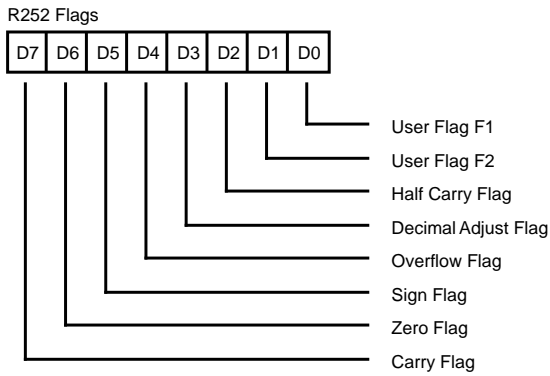 R252 Flags
D7 D6 D5 D4 D3 D2 D1 D0
User Flag F1
User Flag F2
Half Carry Flag
Decimal Adjust Flag
Overflow Flag
Sign Flag
Zero Flag
Carry Flag